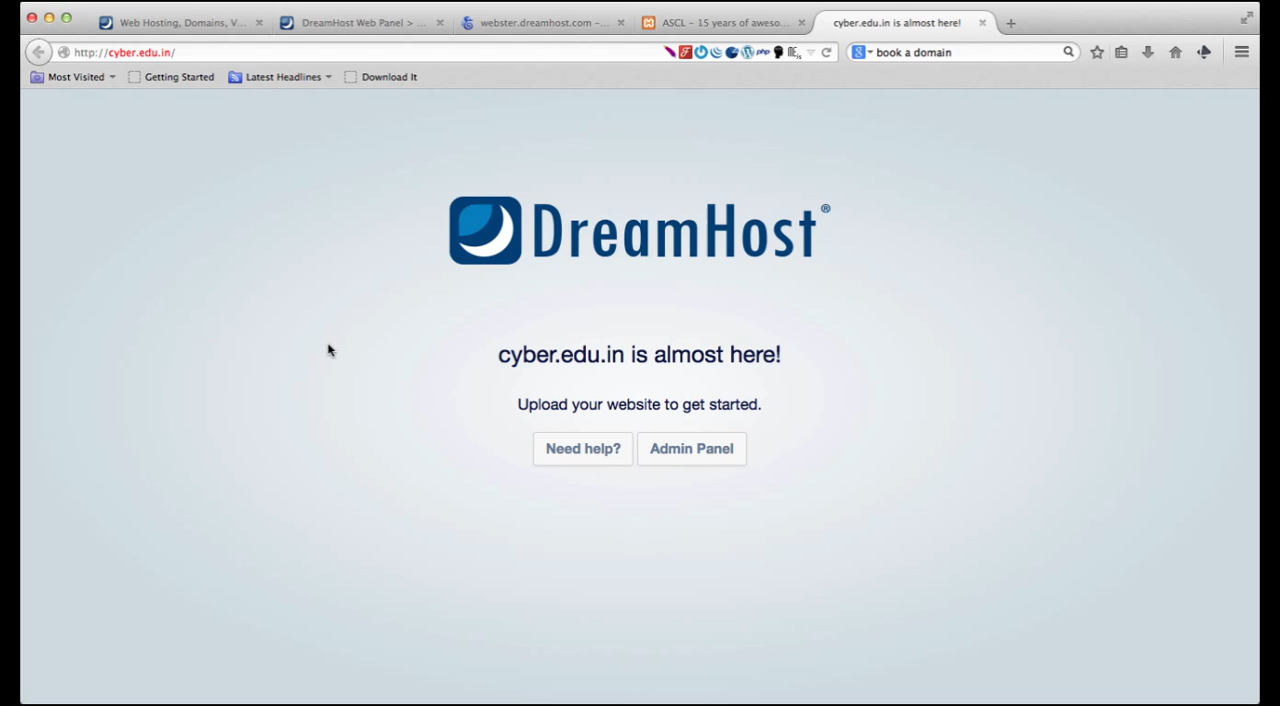 Web Hosting, Domains, V...
DreamHost Web Panel > ...
webster.dreamhost.com –...
ASCL – 15 years of aweso...
cyber.edu.in is almost here!
http://cyber.edu.in/
php
book a domain
Most Visited
Getting Started
Latest Headlines
Download It
DreamHost®
cyber.edu.in is almost here!
Upload your website to get started.
Need help?
Admin Panel